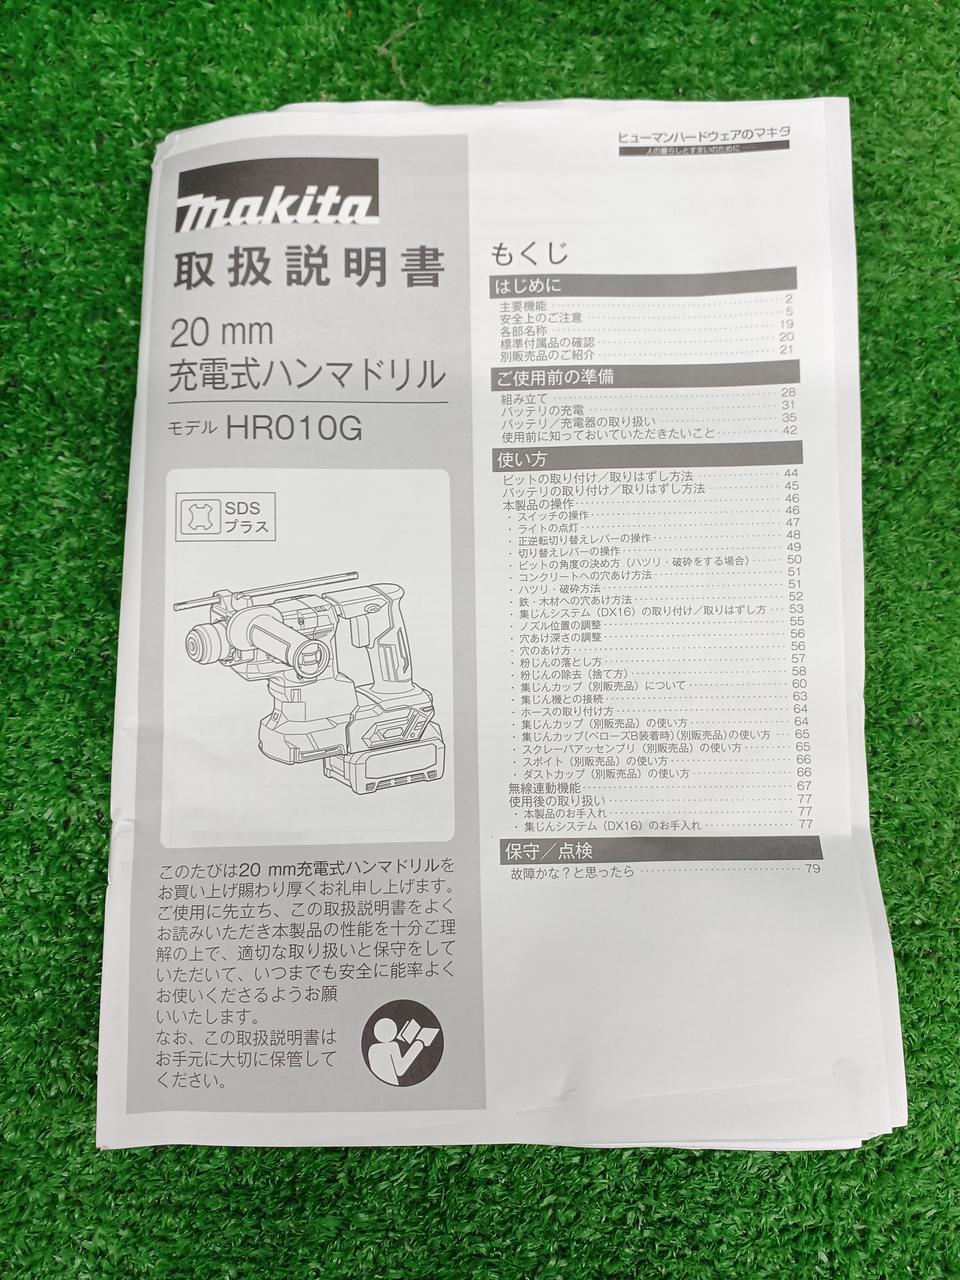 makita
取扱説明書
20 mm
充電式ハンマドリル
モデル HR010G
SDS
プラス
このたびは20 mm充電式ハンマドリルを
お買い上げ賜わり厚くお礼申し上げます。
ご使用に先立ち、この取扱説明書をよく
お読みいただき本製品の性能を十分ご理
解の上で、適切な取り扱いと保守をして
いただいて、いつまでも安全に能率よく
お使いくださるようお願
いいたします。
なお、この取扱説明書は
お手元に大切に保管して
ください。
ヒューマンハードウェアのマキタ
人の暮らしとすまいのために……
もくじ
はじめに
主要機能 2
安全上のご注意 5
各部名称 19
標準付属品の確認 20
別販売品のご紹介 21
ご使用前の準備
組み立て 28
バッテリの充電 31
バッテリ／充電器の取り扱い 35
使用前に知っておいていただきたいこと 42
使い方
ビットの取り付け／取りはずし方法 44
バッテリの取り付け／取りはずし方法 45
本製品の操作 46
・スイッチの操作 46
・ライトの点灯 47
・正逆転切り替えレバーの操作 48
・切り替えレバーの操作 49
・ビットの角度の決め方（ハツリ・破砕をする場合） 50
・コンクリートへの穴あけ方法 51
・ハツリ・破砕方法 51
・鉄・木材への穴あけ方法 52
・集じんシステム（DX16）の取り付け／取りはずし方 53
・ノズル位置の調整 55
・穴あけ深さの調整 56
・穴のあけ方 56
・粉じんの落とし方 57
・粉じんの除去（捨て方） 58
・集じんカップ（別販売品）について 60
・集じん機との接続 63
・ホースの取り付け方 64
・集じんカップ（別販売品）の使い方 64
・集じんカップ（ベローズB装着時）（別販売品）の使い方 65
・スクレーパアッセンブリ（別販売品）の使い方 65
・スポイト（別販売品）の使い方 66
・ダストカップ（別販売品）の使い方 66
無線連動機能 67
使用後の取り扱い 77
・本製品のお手入れ 77
・集じんシステム（DX16）のお手入れ 77
保守／点検
故障かな？と思ったら 79